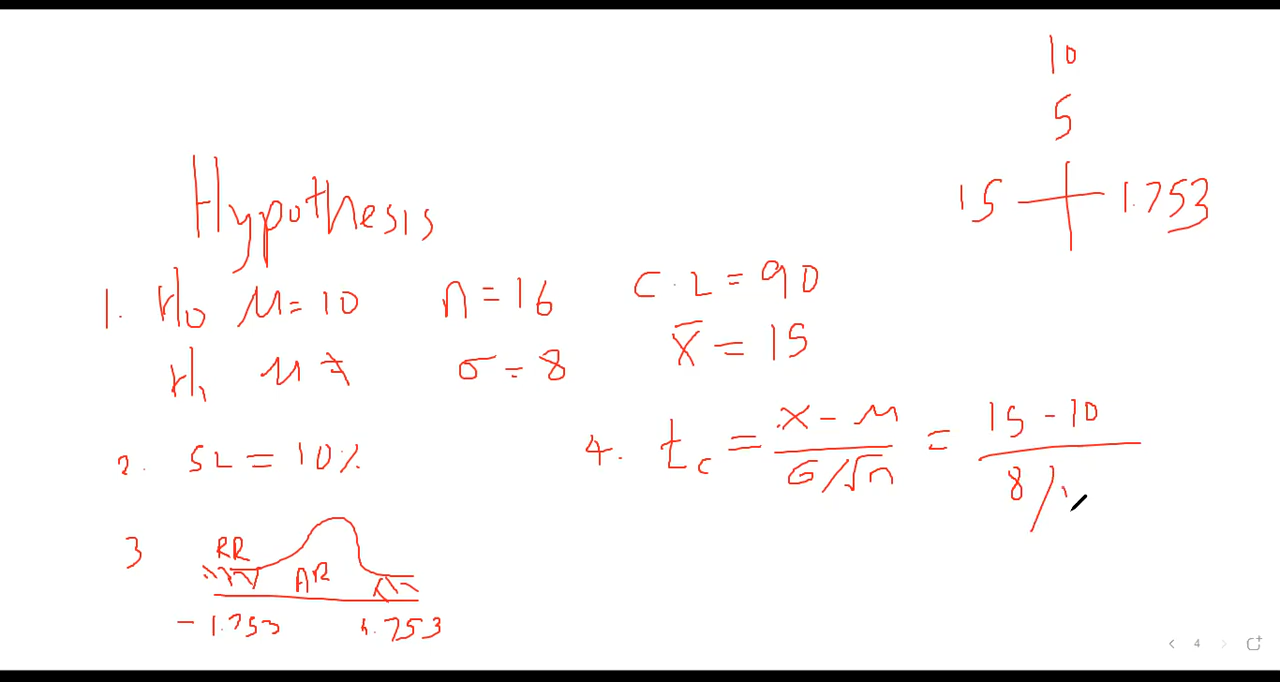 10
5
15 1.753
Hypothesis
1. H0 μ = 10 n = 16 C.L = 90
H1 μ ≠ σ = 8 x̄ = 15
2. SL = 10%
3
RR
AR
-1.753 1.753
4. tc = x - μ / σ/√n = 15 - 10 / 8/
4